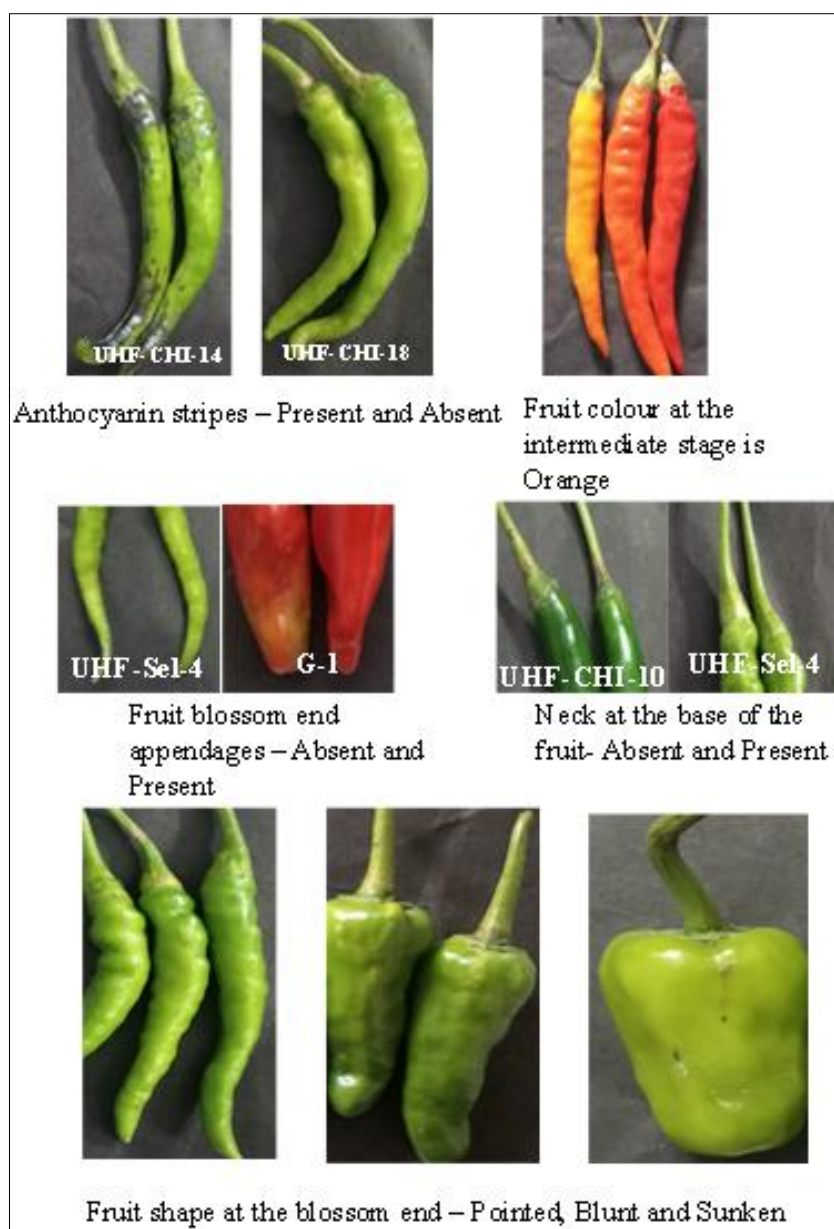 UHF-CHI-14
UHF-CHI-18
Anthocyanin stripes – Present and Absent
Fruit colour at the
intermediate stage is
Orange
UHF-Sel-4
G-1
UHF-CHI-10
UHF-Sel-4
Fruit blossom end
appendages – Absent and
Present
Neck at the base of the
fruit- Absent and Present
Fruit shape at the blossom end – Pointed, Blunt and Sunken